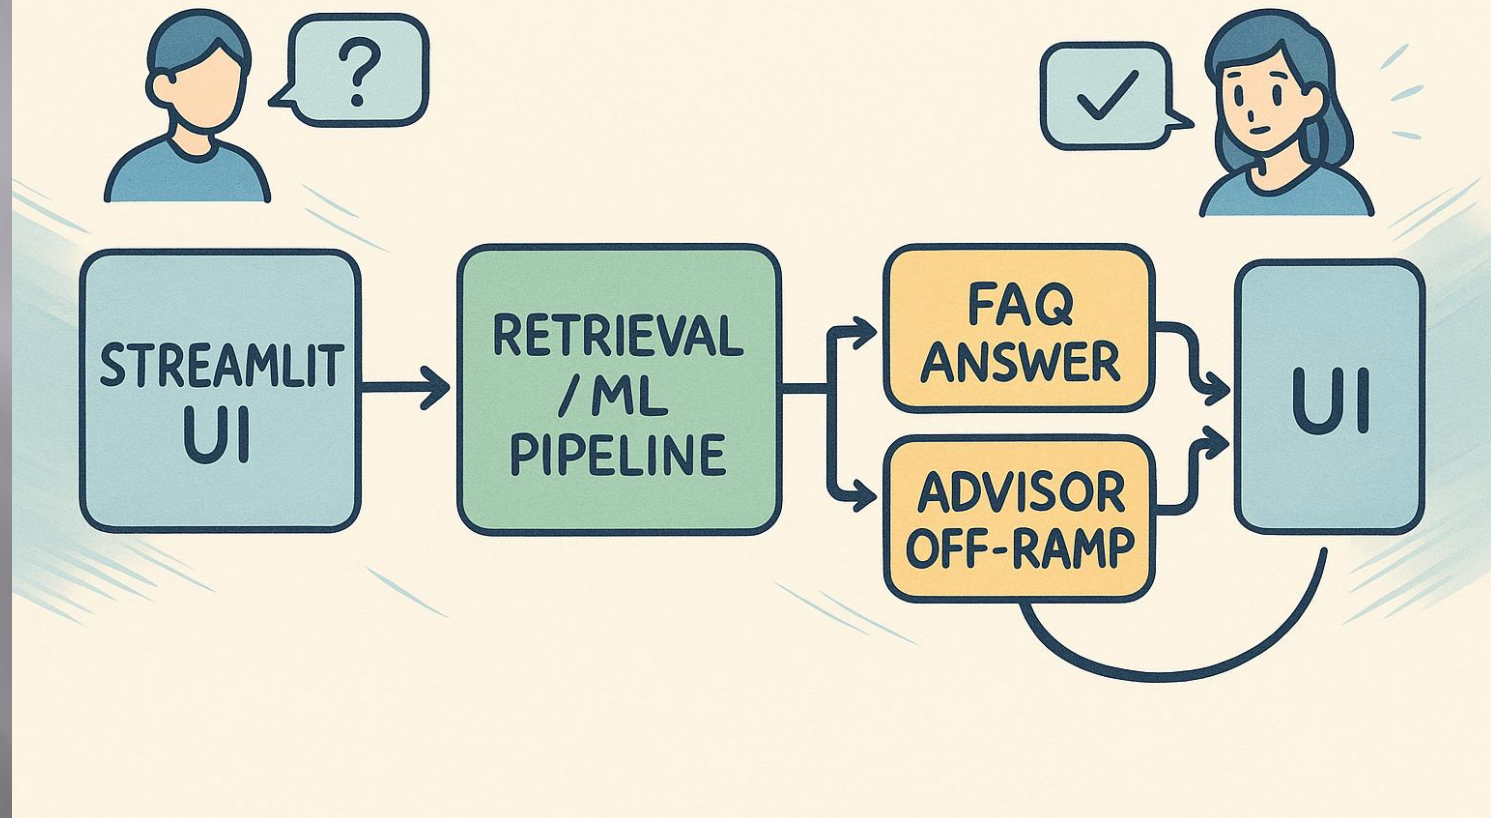 ?
STREAMLIT
UI
RETRIEVAL
/ML
PIPELINE
FAQ
ANSWER
ADVISOR
OFF-RAMP
UI